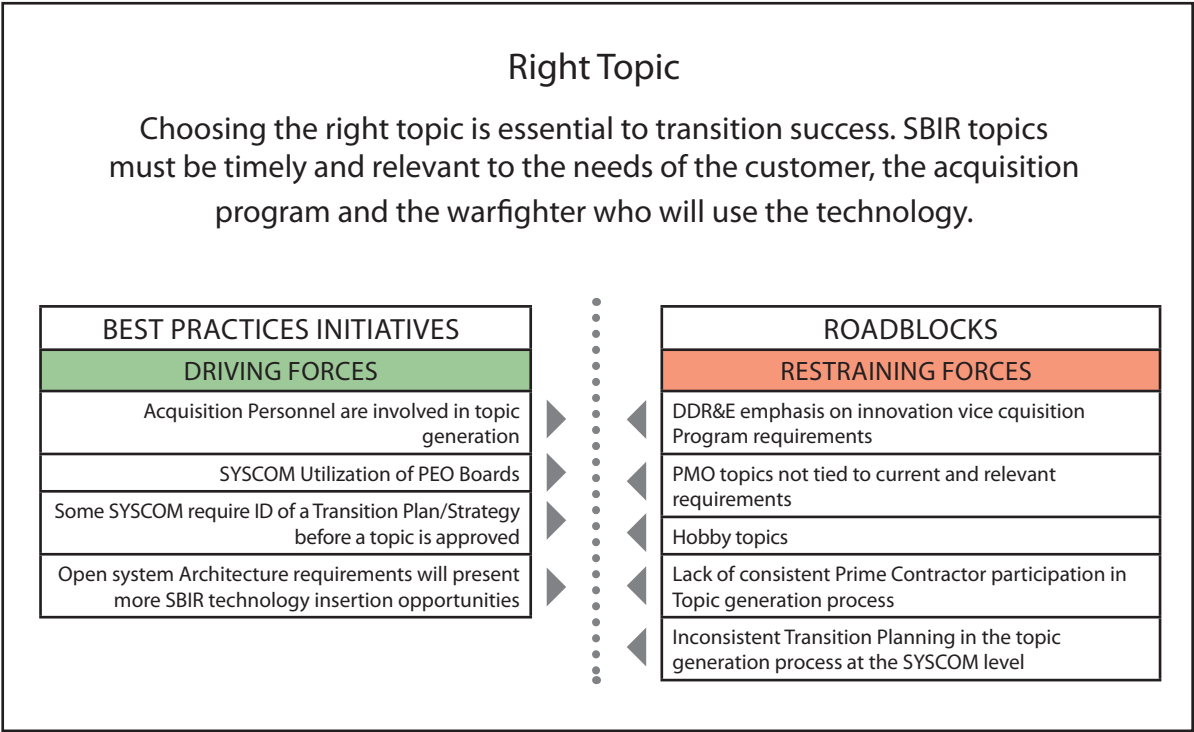 Right Topic
Choosing the right topic is essential to transition success. SBIR topics
must be timely and relevant to the needs of the customer, the acquisition
program and the warfighter who will use the technology.
BEST PRACTICES INITIATIVES
DRIVING FORCES
Acquisition Personnel are involved in topic
generation
SYSCOM Utilization of PEO Boards
Some SYSCOM require ID of a Transition Plan/Strategy
before a topic is approved
Open system Architecture requirements will present
more SBIR technology insertion opportunities
ROADBLOCKS
RESTRAINING FORCES
DDR&E emphasis on innovation vice cquisition
Program requirements
PMO topics not tied to current and relevant
requirements
Hobby topics
Lack of consistent Prime Contractor participation in
Topic generation process
Inconsistent Transition Planning in the topic
generation process at the SYSCOM level